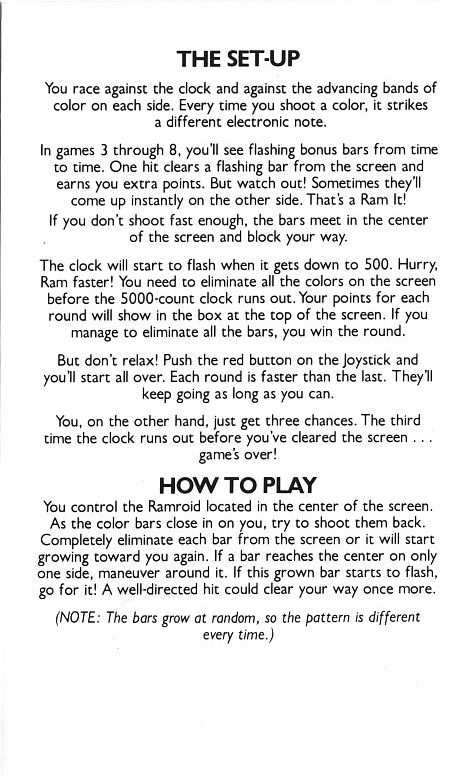 THE SET-UP
You race against the clock and against the advancing bands of
color on each side. Every time you shoot a color, it strikes
a different electronic note.
In games 3 through 8, you'll see flashing bonus bars from time
to time. One hit clears a flashing bar from the screen and
earns you extra points. But watch out! Sometimes they'll
come up instantly on the other side. That's a Ram It!
If you don't shoot fast enough, the bars meet in the center
of the screen and block your way.
The clock will start to flash when it gets down to 500. Hurry,
Ram faster! You need to eliminate all the colors on the screen
before the 5000-count clock runs out. Your points for each
round will show in the box at the top of the screen. If you
manage to eliminate all the bars, you win the round.
But don't relax! Push the red button on the Joystick and
you'll start all over. Each round is faster than the last. They'll
keep going as long as you can.
You, on the other hand, just get three chances. The third
time the clock runs out before you've cleared the screen . . .
game's over!
HOW TO PLAY
You control the Ramroid located in the center of the screen.
As the color bars close in on you, try to shoot them back.
Completely eliminate each bar from the screen or it will start
growing toward you again. If a bar reaches the center on only
one side, maneuver around it. If this grown bar starts to flash,
go for it! A well-directed hit could clear your way once more.
(NOTE: The bars grow at random, so the pattern is different
every time.)